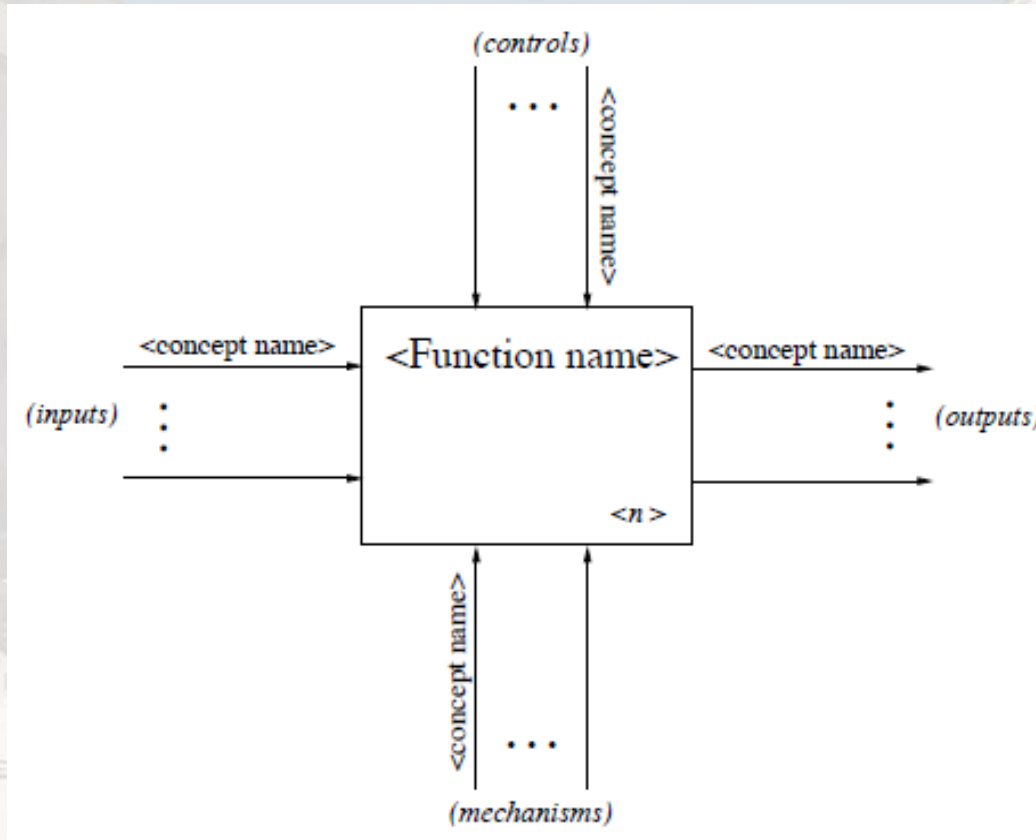 (controls)
<concept name>
<concept name>
<Function name>
<concept name>
(inputs)
(outputs)
<n>
<concept name>
(mechanisms)